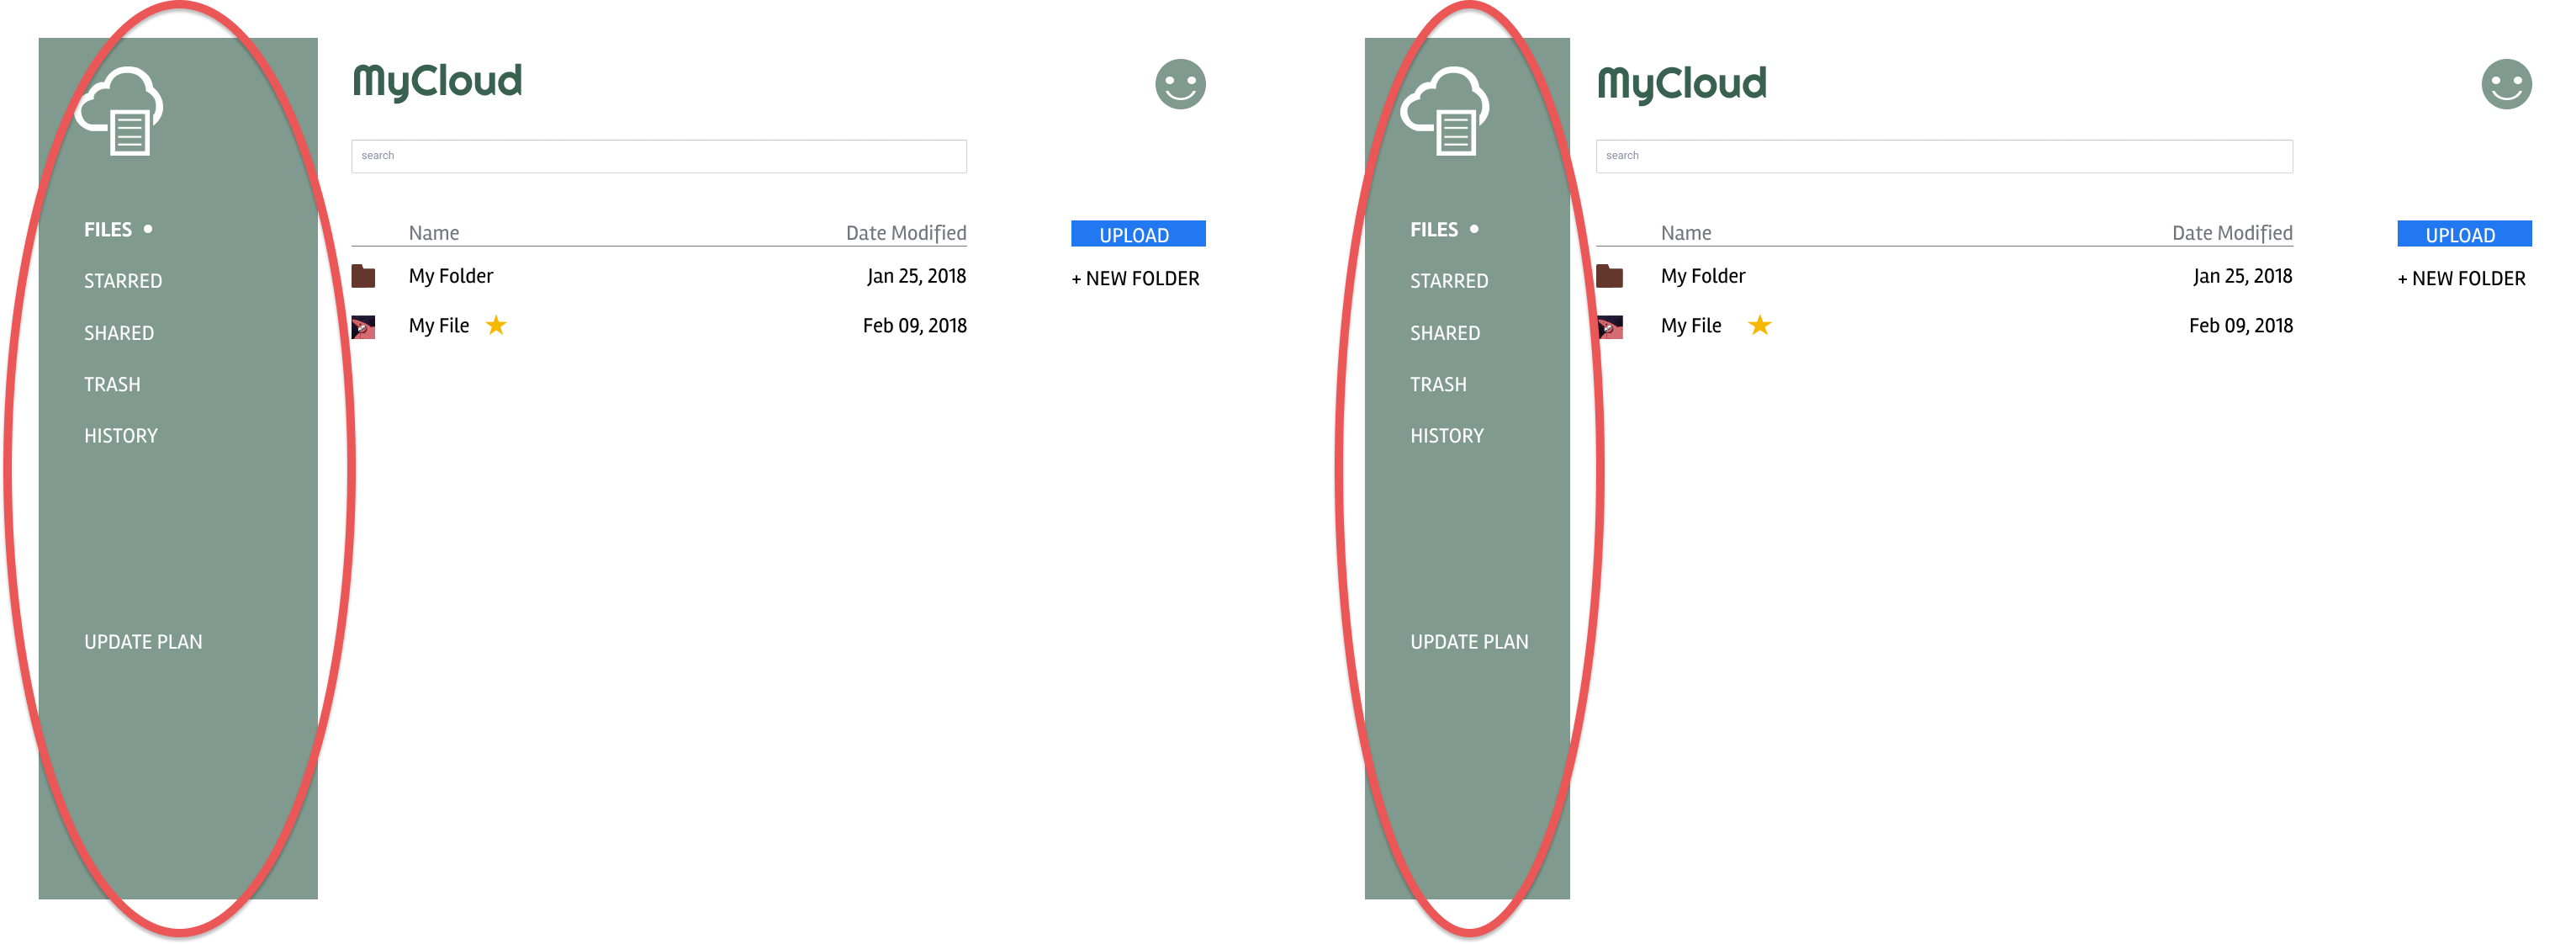 MyCloud
search
FILES
STARRED
SHARED
TRASH
HISTORY
UPDATE PLAN
Name Date Modified
My Folder Jan 25, 2018
My File Feb 09, 2018
UPLOAD
+ NEW FOLDER
MyCloud
search
FILES
STARRED
SHARED
TRASH
HISTORY
UPDATE PLAN
Name Date Modified
My Folder Jan 25, 2018
My File Feb 09, 2018
UPLOAD
+ NEW FOLDER